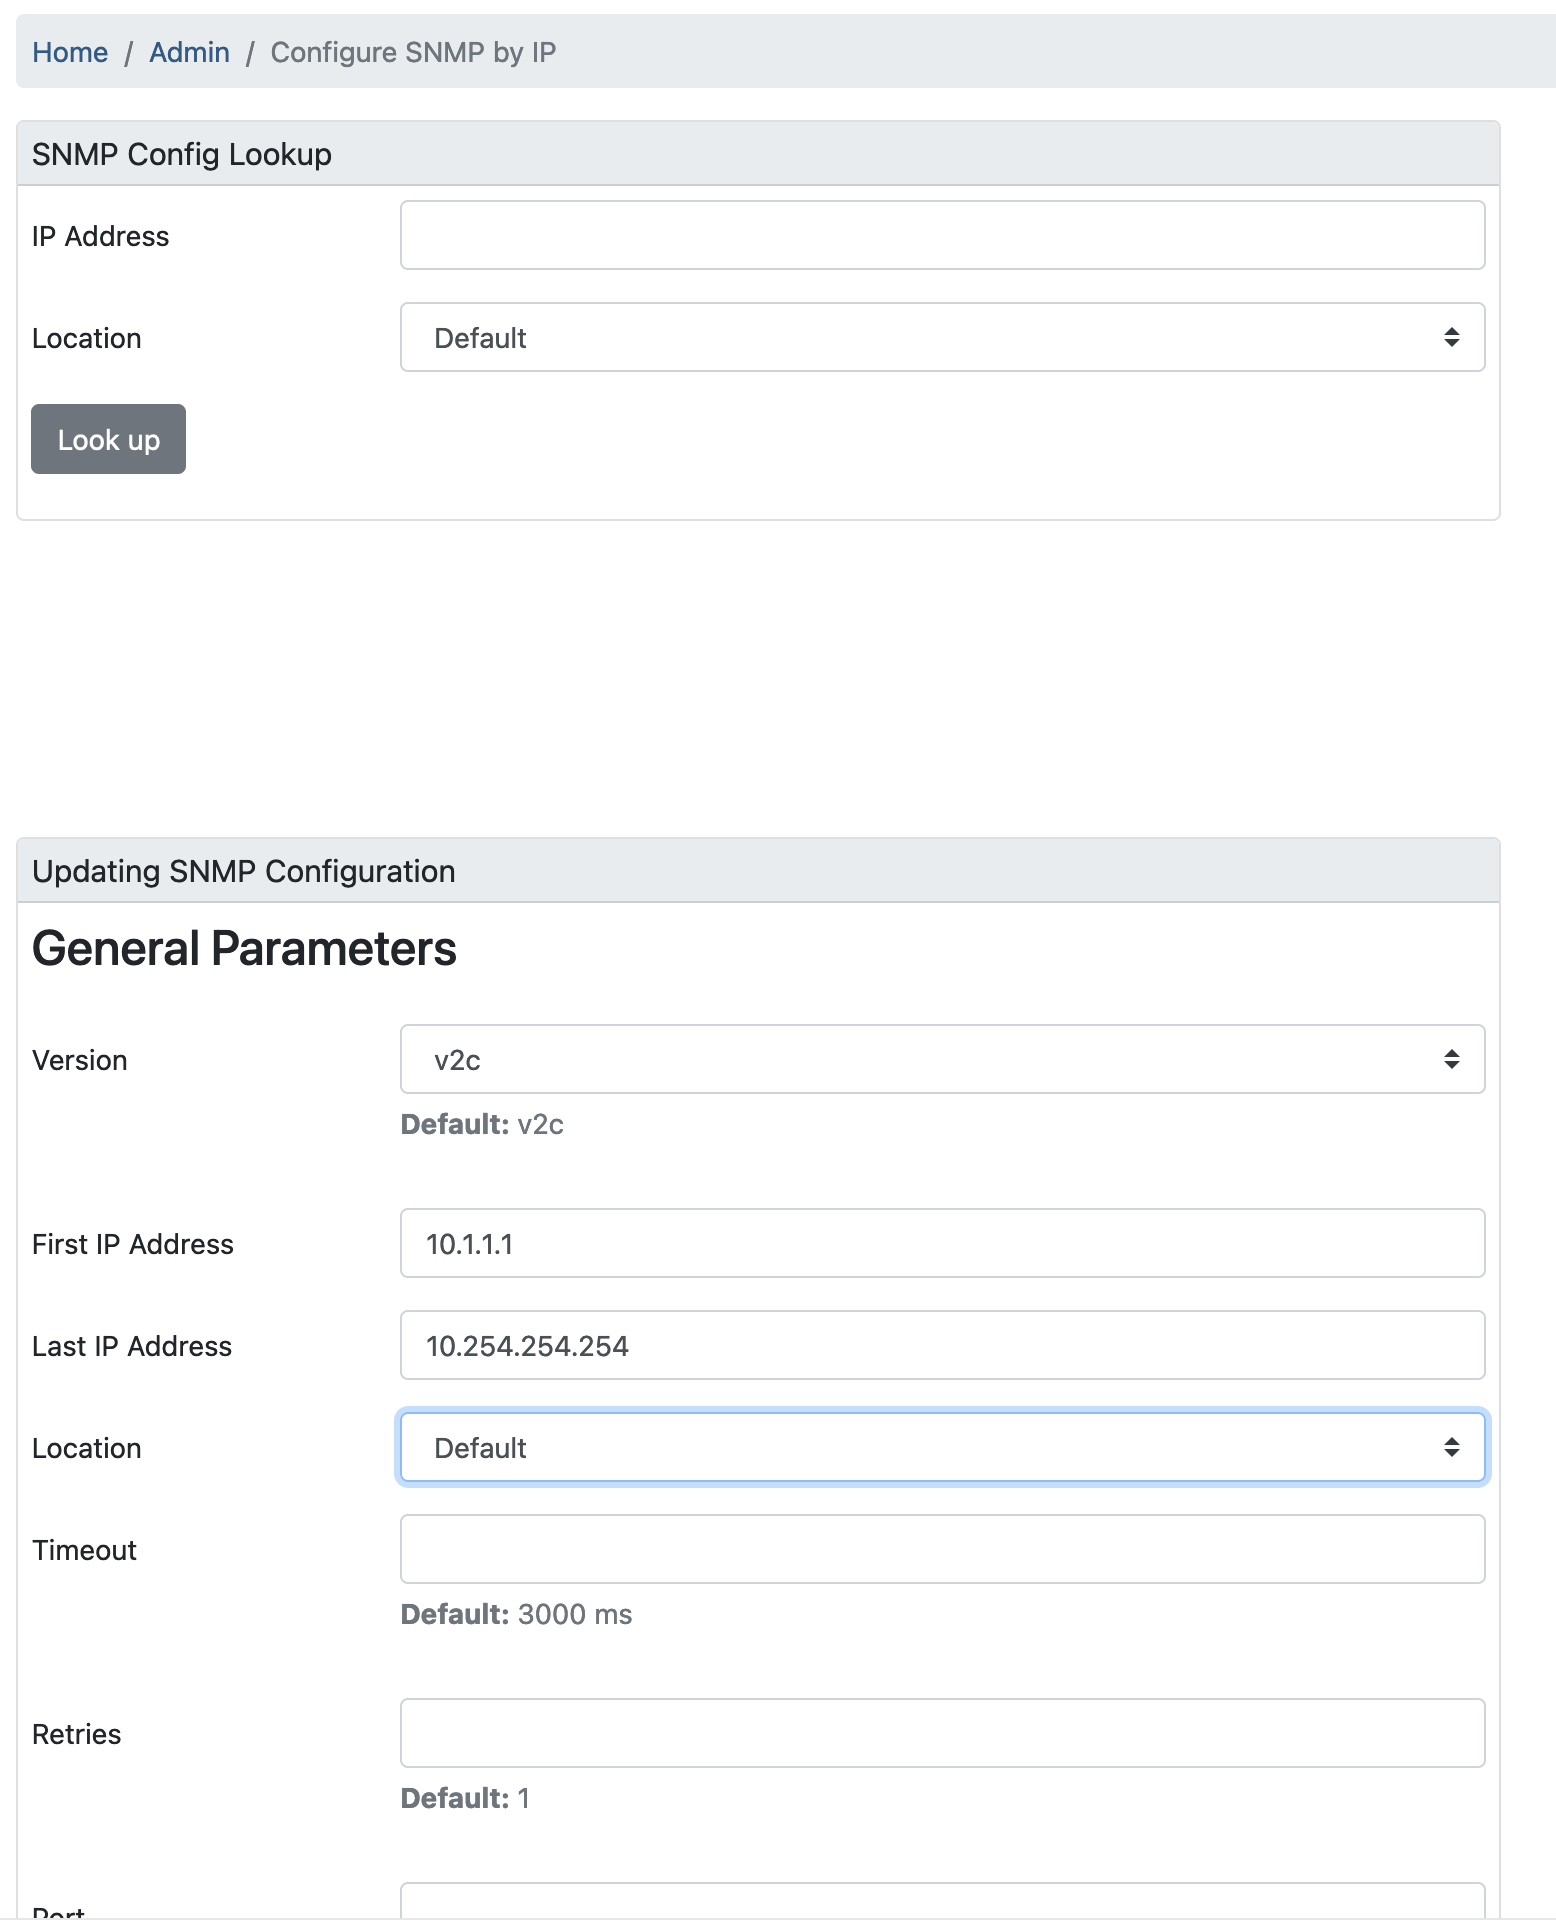 Home / Admin / Configure SNMP by IP
SNMP Config Lookup
IP Address
Location Default
Look up
Updating SNMP Configuration
General Parameters
Version v2c
Default: v2c
First IP Address 10.1.1.1
Last IP Address 10.254.254.254
Location Default
Timeout
Default: 3000 ms
Retries
Default: 1
Port